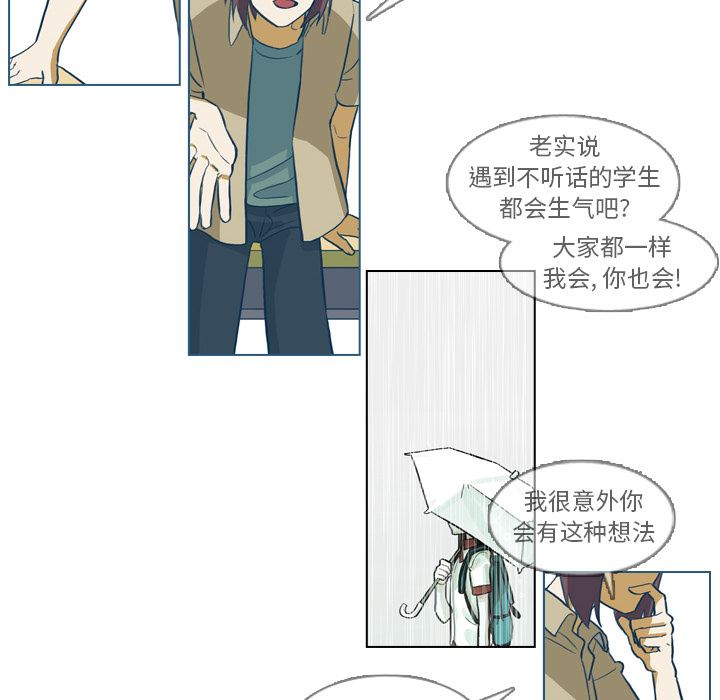 老实说
遇到不听话的学生
都会生气吧?
大家都一样
我会, 你也会!
我很意外你
会有这种想法